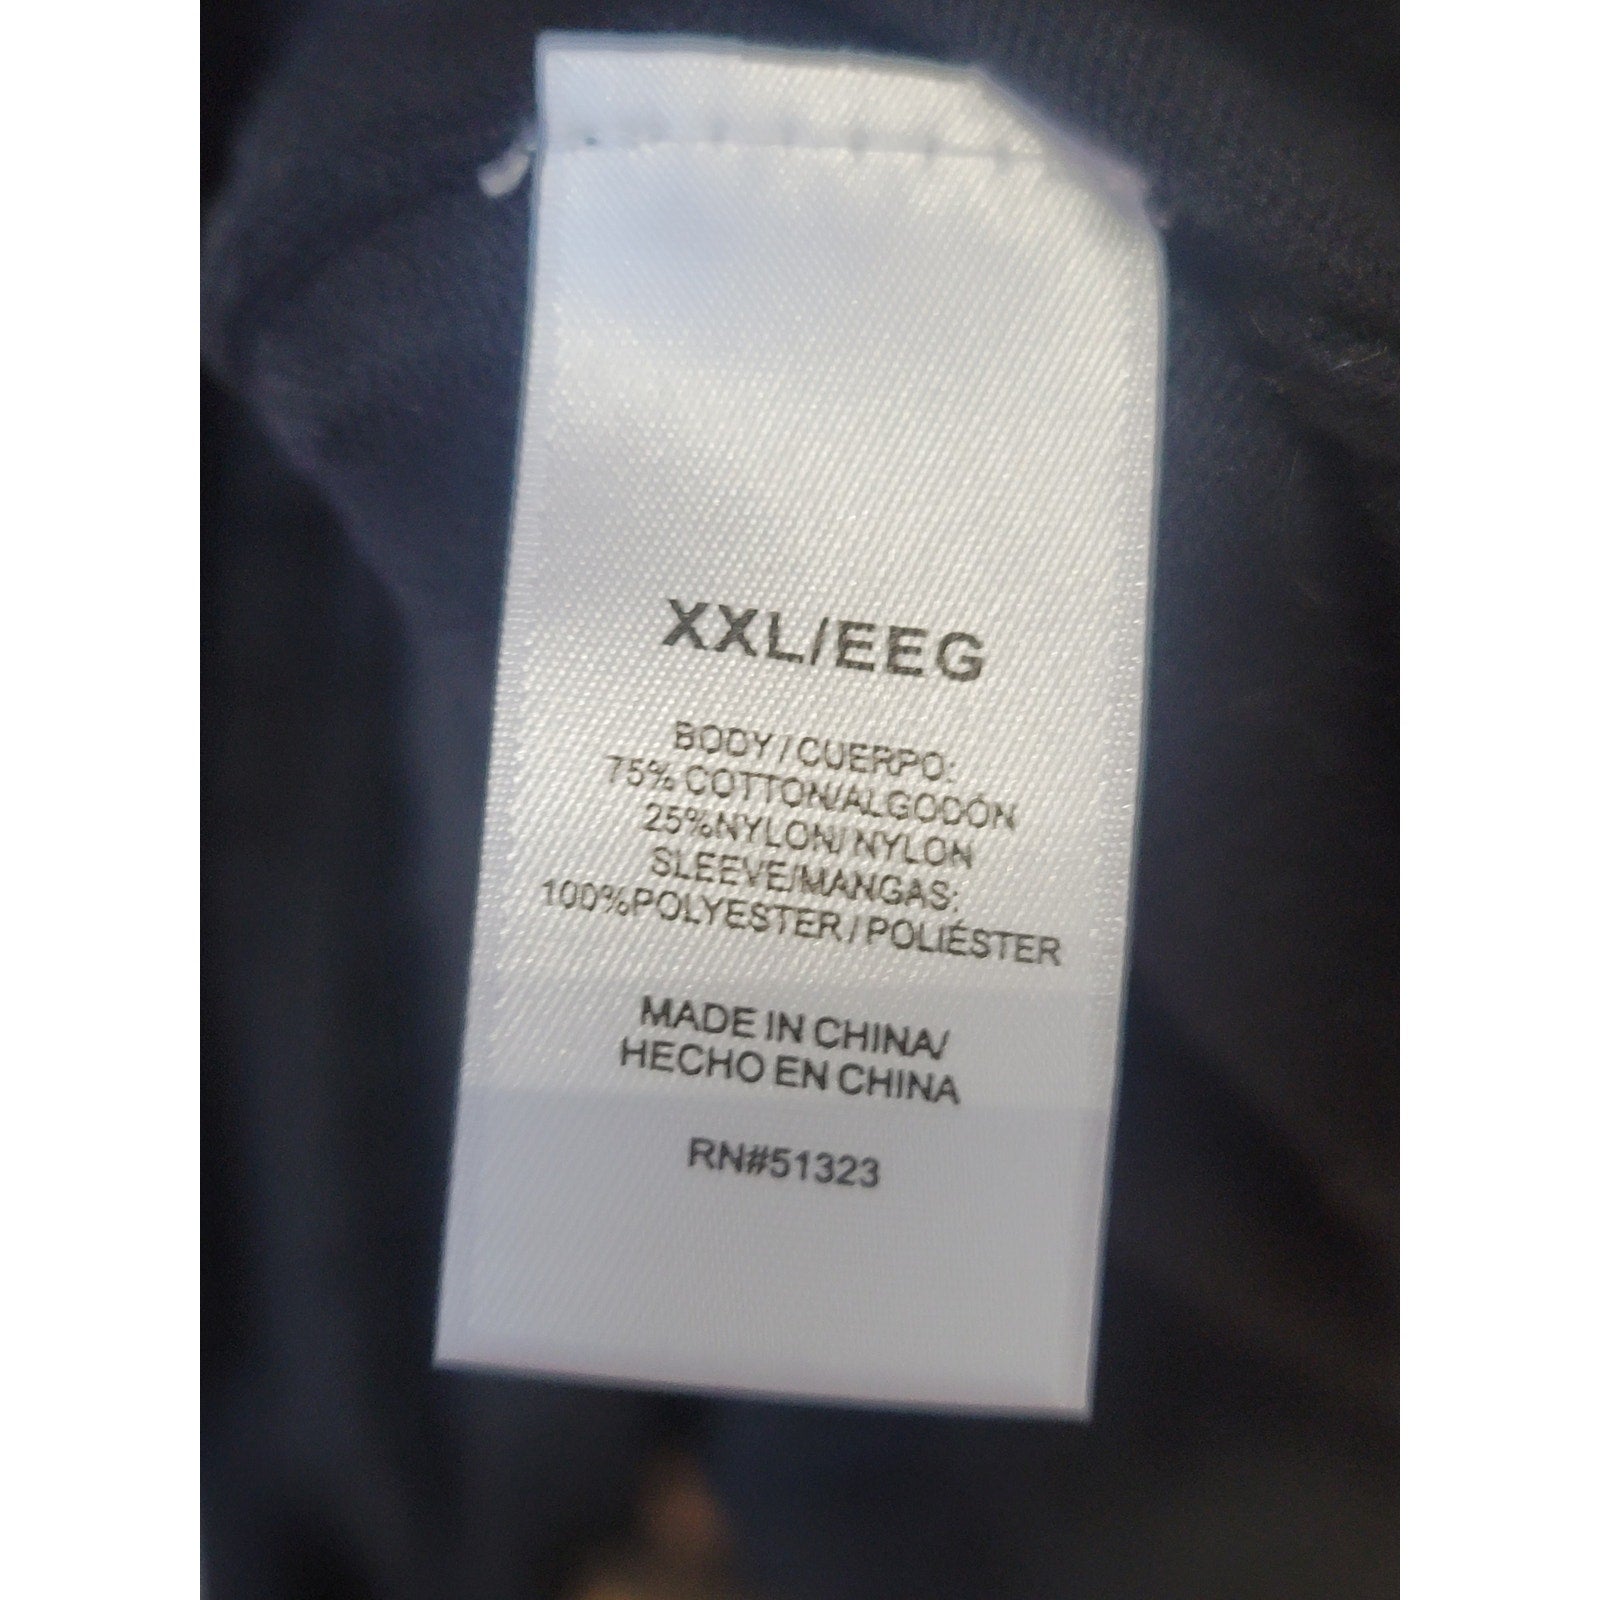 XXL/EEG
BODY / CUERPO:
75% COTTON/ALGODÓN
25%NYLON/ NYLON
SLEEVE/MANGAS:
100%POLYESTER / POLIÉSTER
MADE IN CHINA/
HECHO EN CHINA
RN#51323